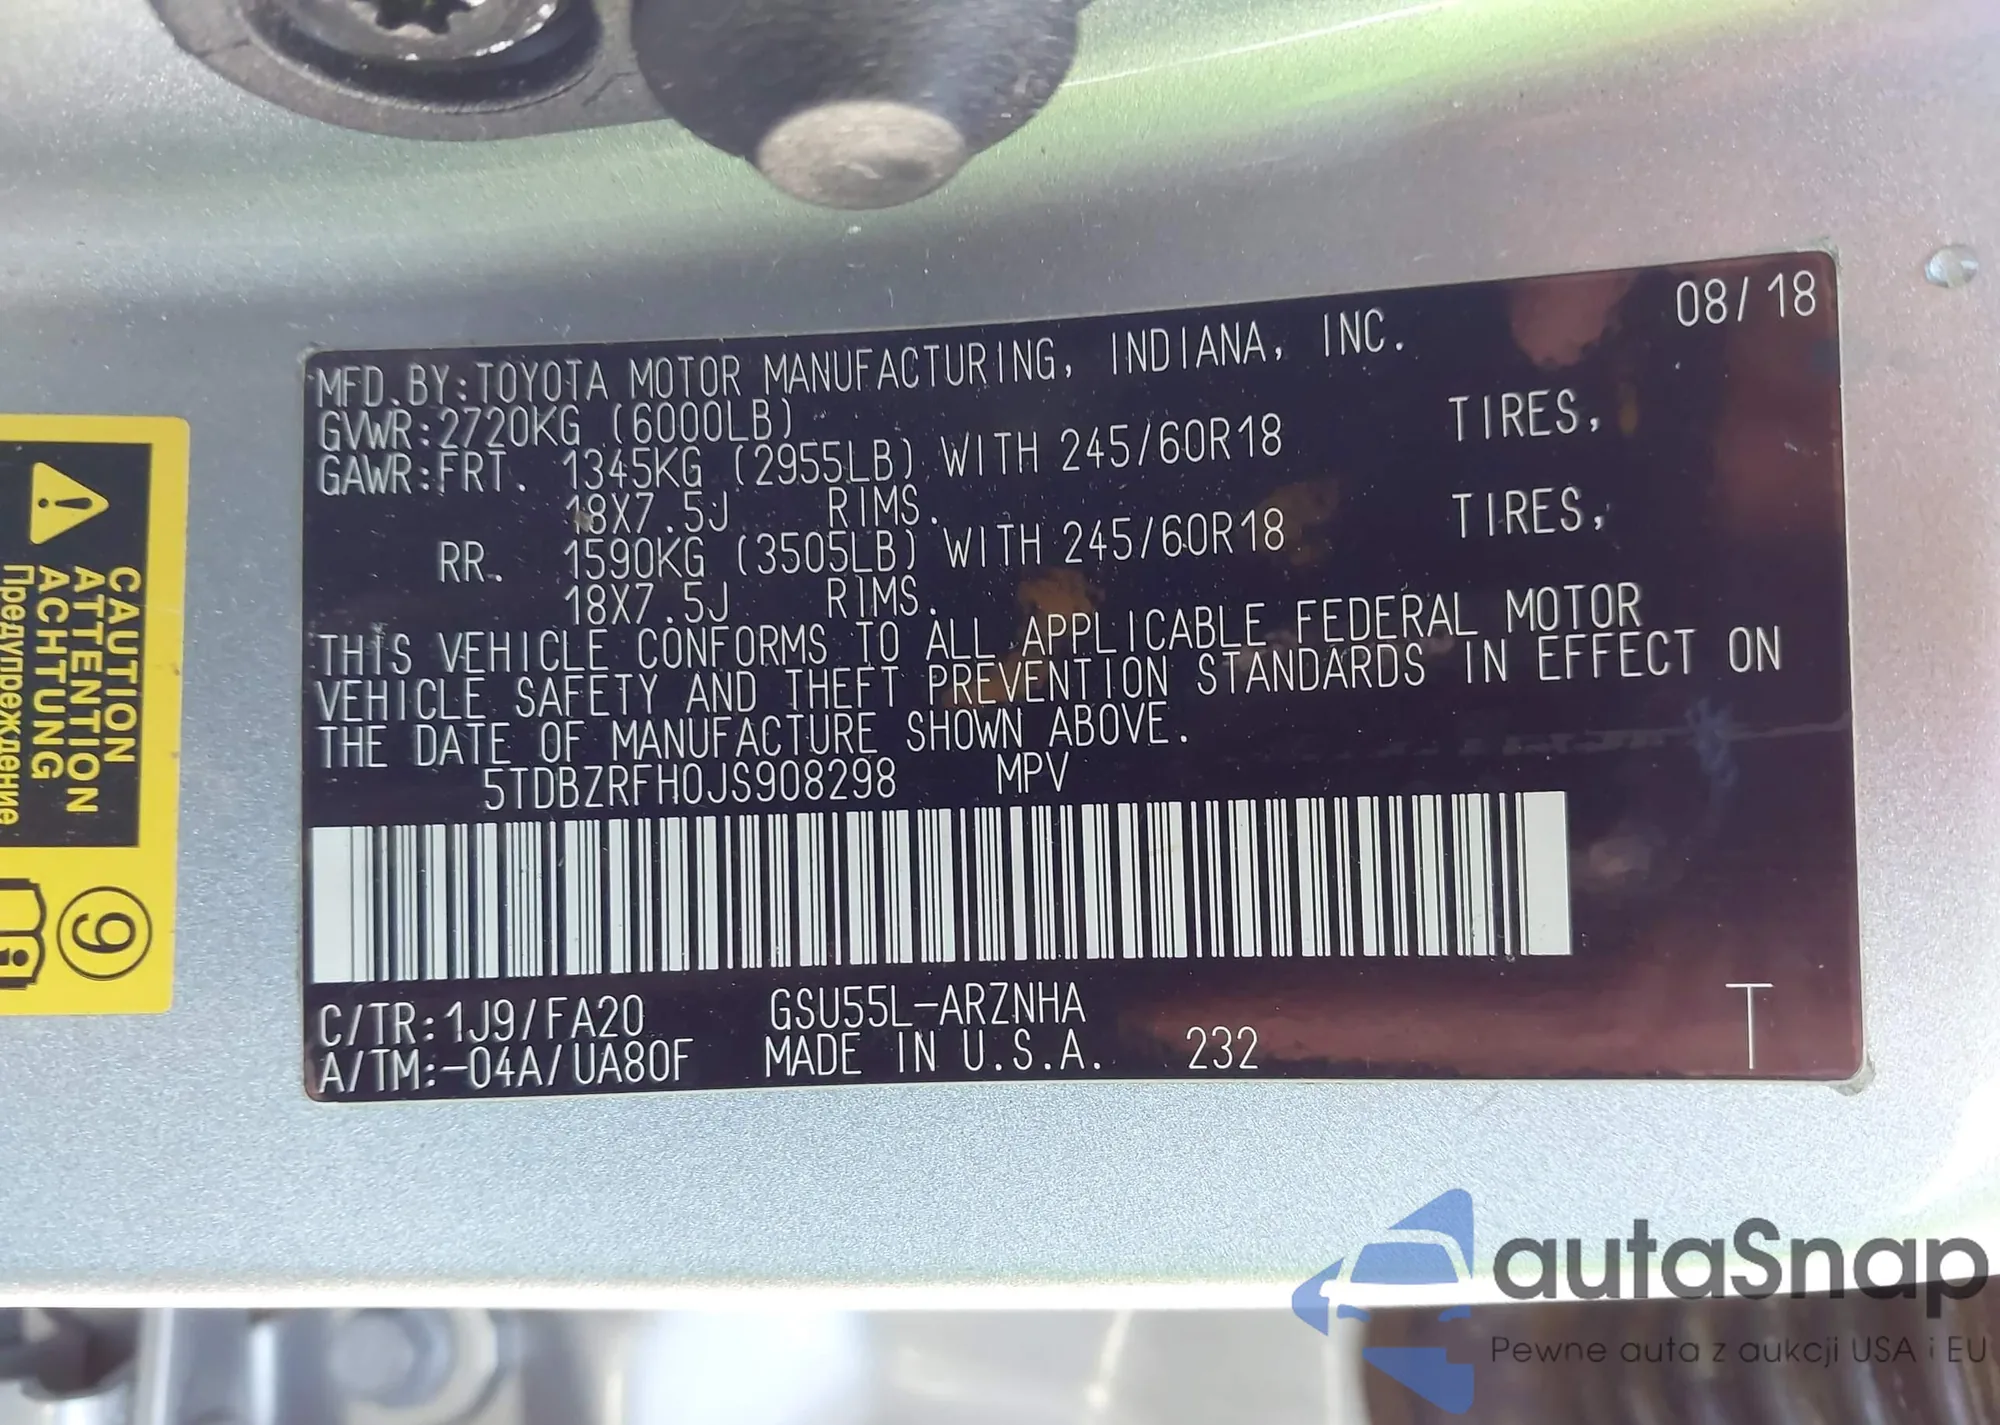 08/18
MFD.BY:TOYOTA MOTOR MANUFACTURING, INDIANA, INC.
GVWR:2720KG (6000LB)
GAWR:FRT. 1345KG (2955LB) WITH 245/60R18 TIRES,
18X7.5J RIMS.
RR. 1590KG (3505LB) WITH 245/60R18 TIRES,
18X7.5J RIMS.
THIS VEHICLE CONFORMS TO ALL APPLICABLE FEDERAL MOTOR
VEHICLE SAFETY AND THEFT PREVENTION STANDARDS IN EFFECT ON
THE DATE OF MANUFACTURE SHOWN ABOVE.
5TDBZRFH0JS908298 MPV
C/TR:1J9/FA20 GSU55L-ARZNHA
A/TM:-04A/UA80F MADE IN U.S.A. 232 T
CAUTION
ATTENTION
ACHTUNG
Предупреждение
9
autaSnap
Pewne auta z aukcji USA i EU